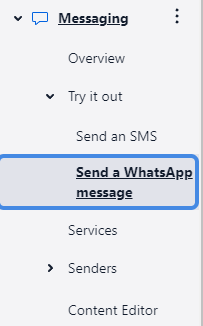 Messaging
Overview
Try it out
Send an SMS
Send a WhatsApp
message
Services
Senders
Content Editor